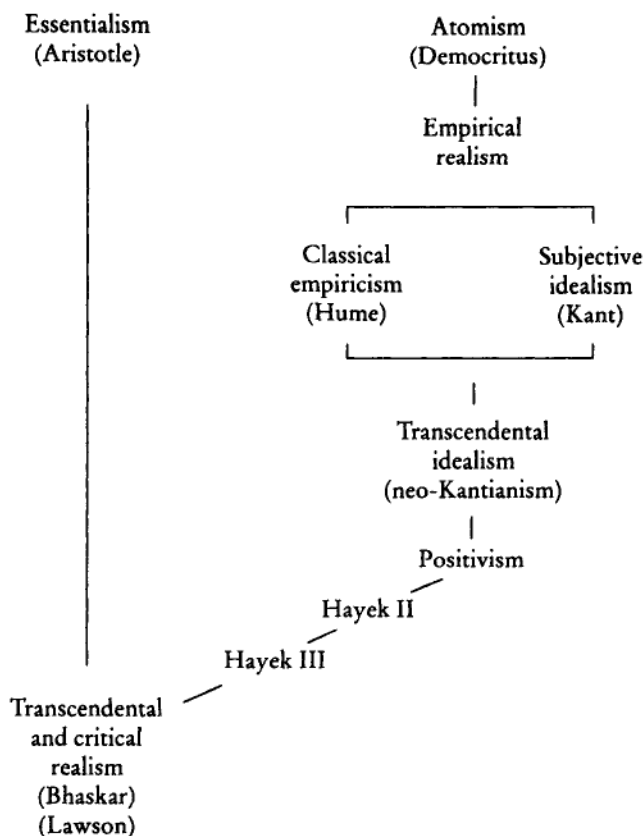 Essentialism
(Aristotle)
Atomism
(Democritus)
Empirical
realism
Classical
empiricism
(Hume)
Subjective
idealism
(Kant)
Transcendental
idealism
(neo-Kantianism)
Positivism
Hayek II
Hayek III
Transcendental
and critical
realism
(Bhaskar)
(Lawson)